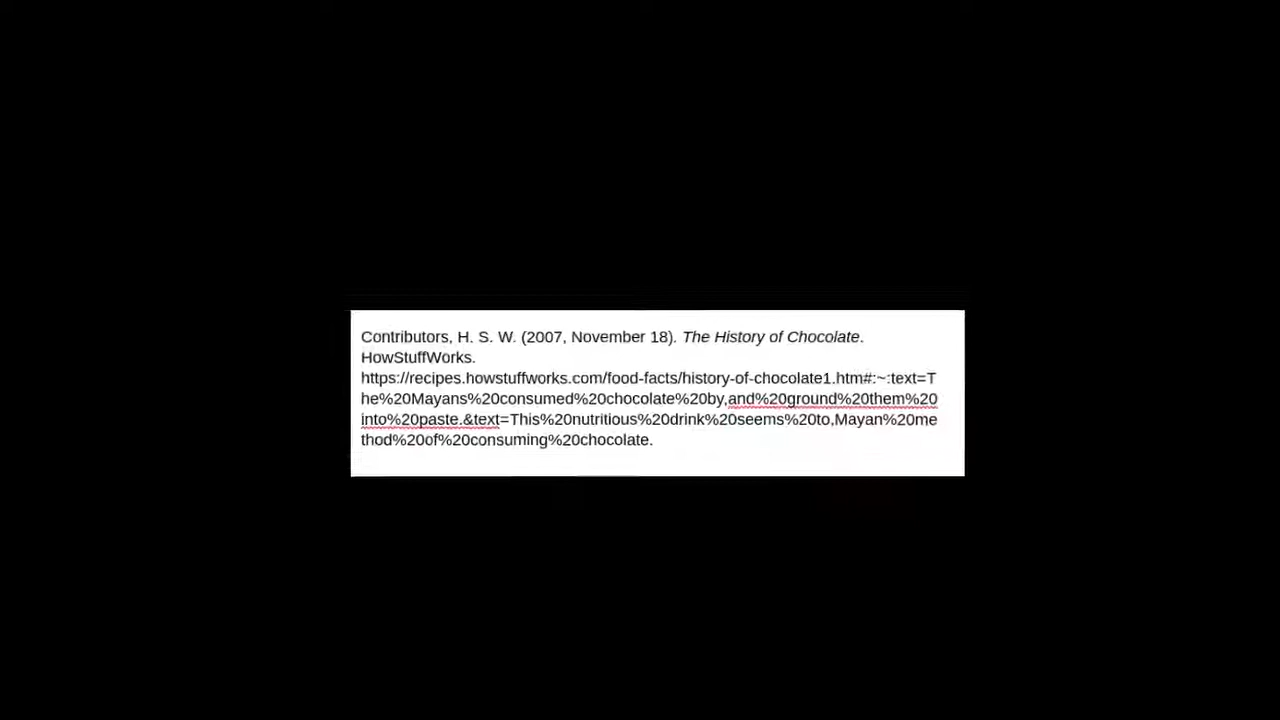 Contributors, H. S. W. (2007, November 18). The History of Chocolate.
HowStuffWorks.
https://recipes.howstuffworks.com/food-facts/history-of-chocolate1.htm#:~:text=T
he%20Mayans%20consumed%20chocolate%20by,and%20ground%20them%20
into%20paste.&text=This%20nutritious%20drink%20seems%20to,Mayan%20me
thod%20of%20consuming%20chocolate.